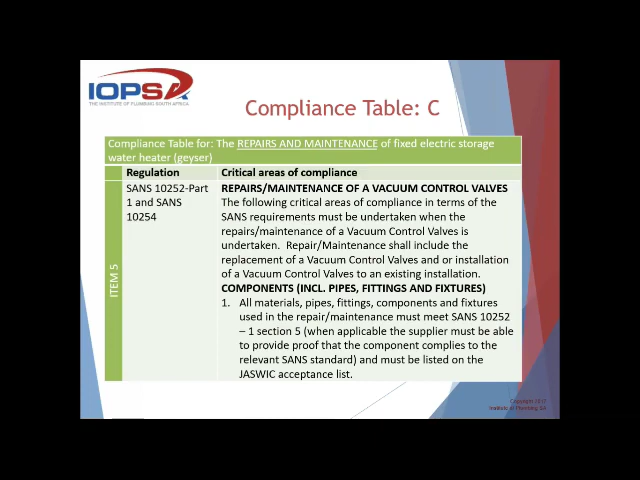 IOPSA
THE INSTITUTE OF PLUMBING SOUTH AFRICA
Compliance Table: C
Compliance Table for: The REPAIRS AND MAINTENANCE of fixed electric storage
water heater (geyser)
Regulation
Critical areas of compliance
ITEM 5
SANS 10252-Part
1 and SANS
10254
REPAIRS/MAINTENANCE OF A VACUUM CONTROL VALVES
The following critical areas of compliance in terms of the
SANS requirements must be undertaken when the
repairs/maintenance of a Vacuum Control Valves is
undertaken. Repair/Maintenance shall include the
replacement of a Vacuum Control Valves and or installation
of a Vacuum Control Valves to an existing installation.
COMPONENTS (INCL. PIPES, FITTINGS AND FIXTURES)
1. All materials, pipes, fittings, components and fixtures
used in the repair/maintenance must meet SANS 10252
– 1 section 5 (when applicable the supplier must be able
to provide proof that the component complies to the
relevant SANS standard) and must be listed on the
JASWIC acceptance list.
Copyright 2017
Institute of Plumbing SA